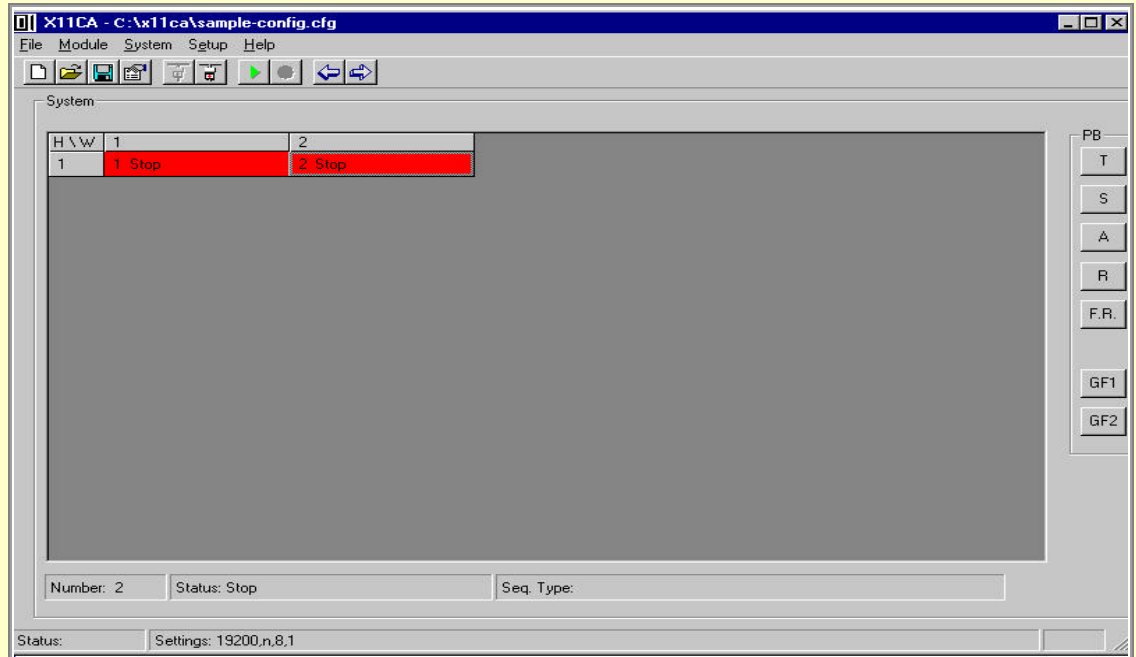 X11CA - C:\x11ca\sample-config.cfg
File Module System Setup Help
System
H \ W 1 2
1 1 Stop 2 Stop
PB
T
S
A
R
F.R.
GF1
GF2
Number: 2 Status: Stop Seq. Type:
Status: Settings: 19200,n,8,1